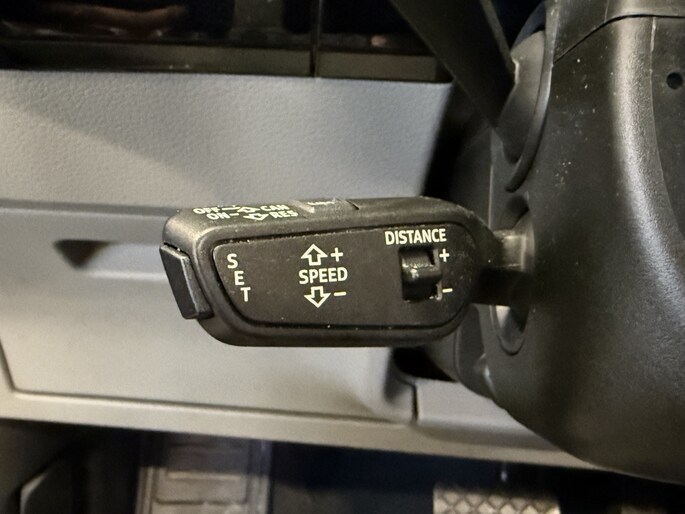 OFF CAN
ON RES
DISTANCE
S
E
T
+
SPEED
-
+
-